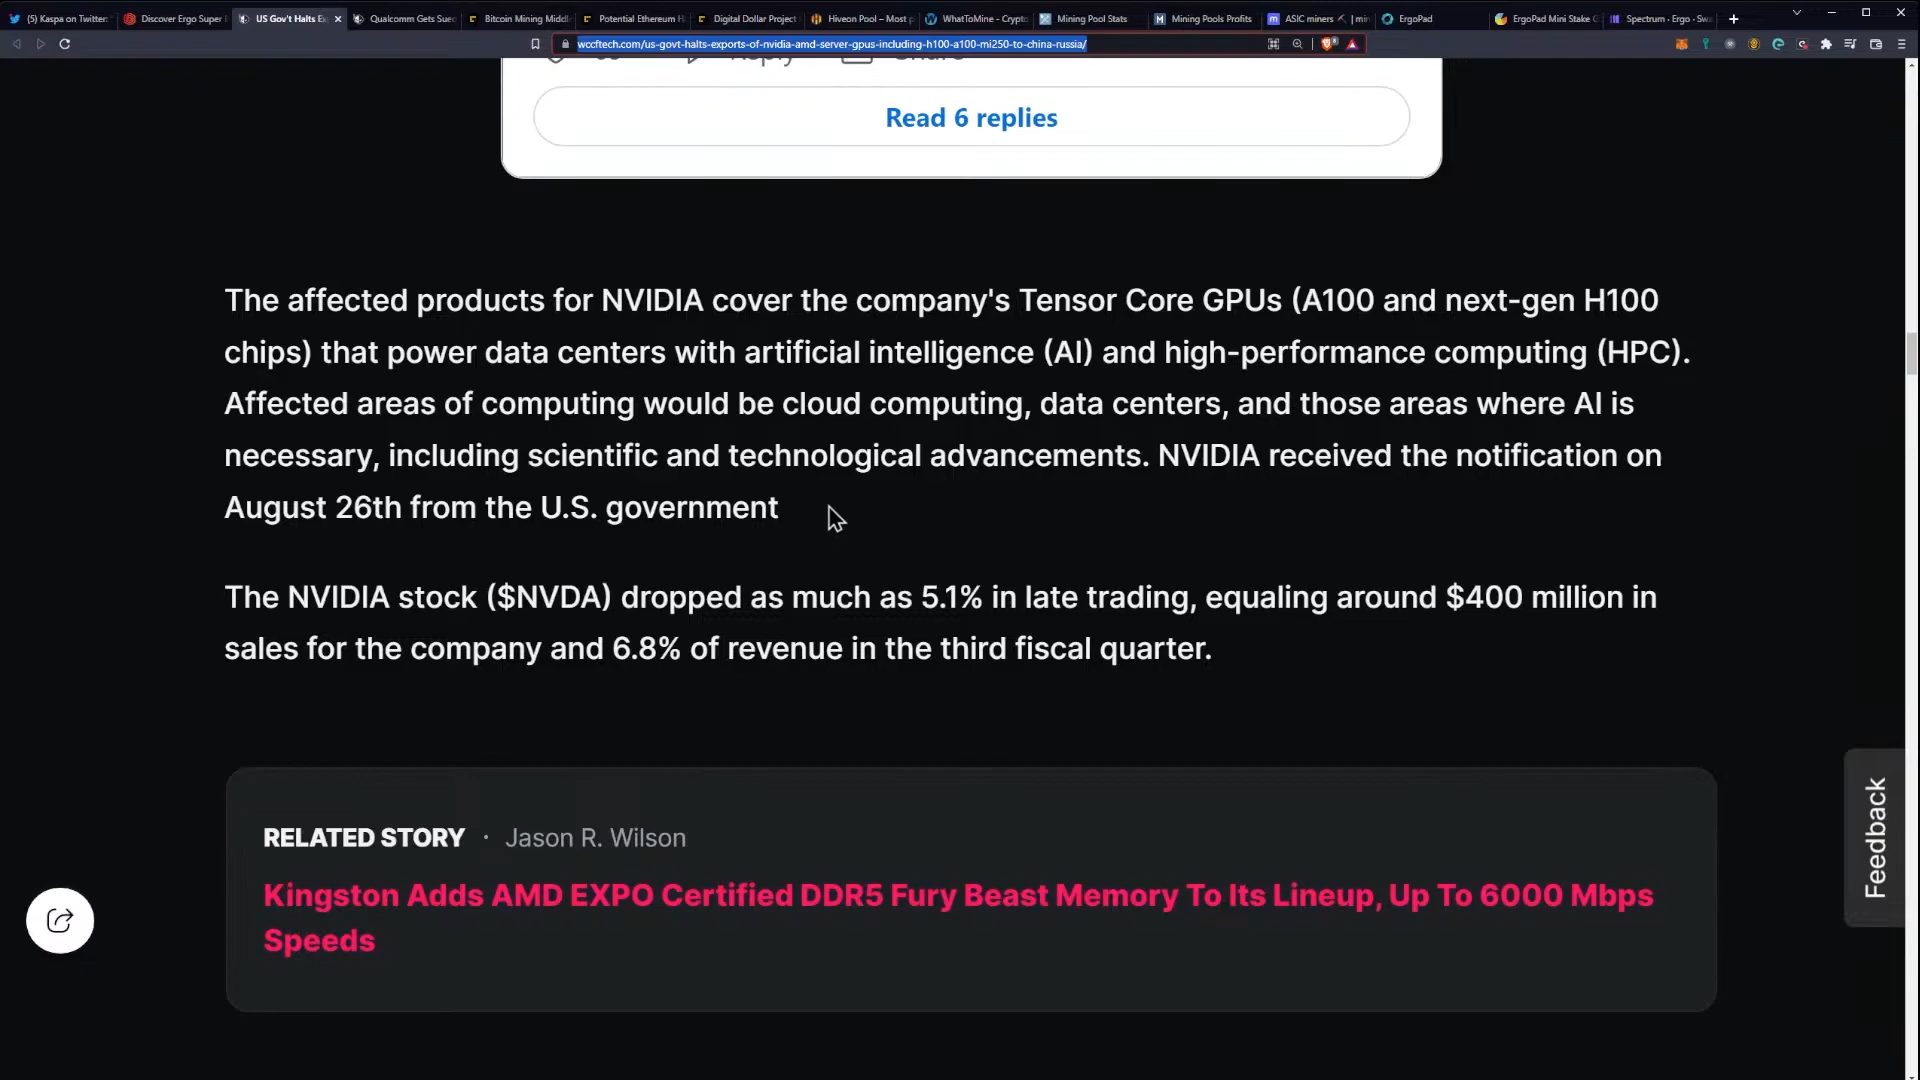 (5) Kaspa on Twitter:
Discover Ergo Super
US Gov't Halts Ex
Qualcomm Gets Sued
Bitcoin Mining Middle
Potential Ethereum H
Digital Dollar Project
Hiveon Pool – Most p
WhatToMine - Crypto
Mining Pool Stats
Mining Pools Profits
ASIC miners ⛏ | min
ErgoPad
ErgoPad Mini Stake
Spectrum · Ergo · Swa
wccftech.com/us-govt-halts-exports-of-nvidia-amd-server-gpus-including-h100-a100-mi250-to-china-russia/
Reply Share
Read 6 replies
The affected products for NVIDIA cover the company's Tensor Core GPUs (A100 and next-gen H100
chips) that power data centers with artificial intelligence (AI) and high-performance computing (HPC).
Affected areas of computing would be cloud computing, data centers, and those areas where AI is
necessary, including scientific and technological advancements. NVIDIA received the notification on
August 26th from the U.S. government
The NVIDIA stock ($NVDA) dropped as much as 5.1% in late trading, equaling around $400 million in
sales for the company and 6.8% of revenue in the third fiscal quarter.
RELATED STORY · Jason R. Wilson
Kingston Adds AMD EXPO Certified DDR5 Fury Beast Memory To Its Lineup, Up To 6000 Mbps
Speeds
Feedback